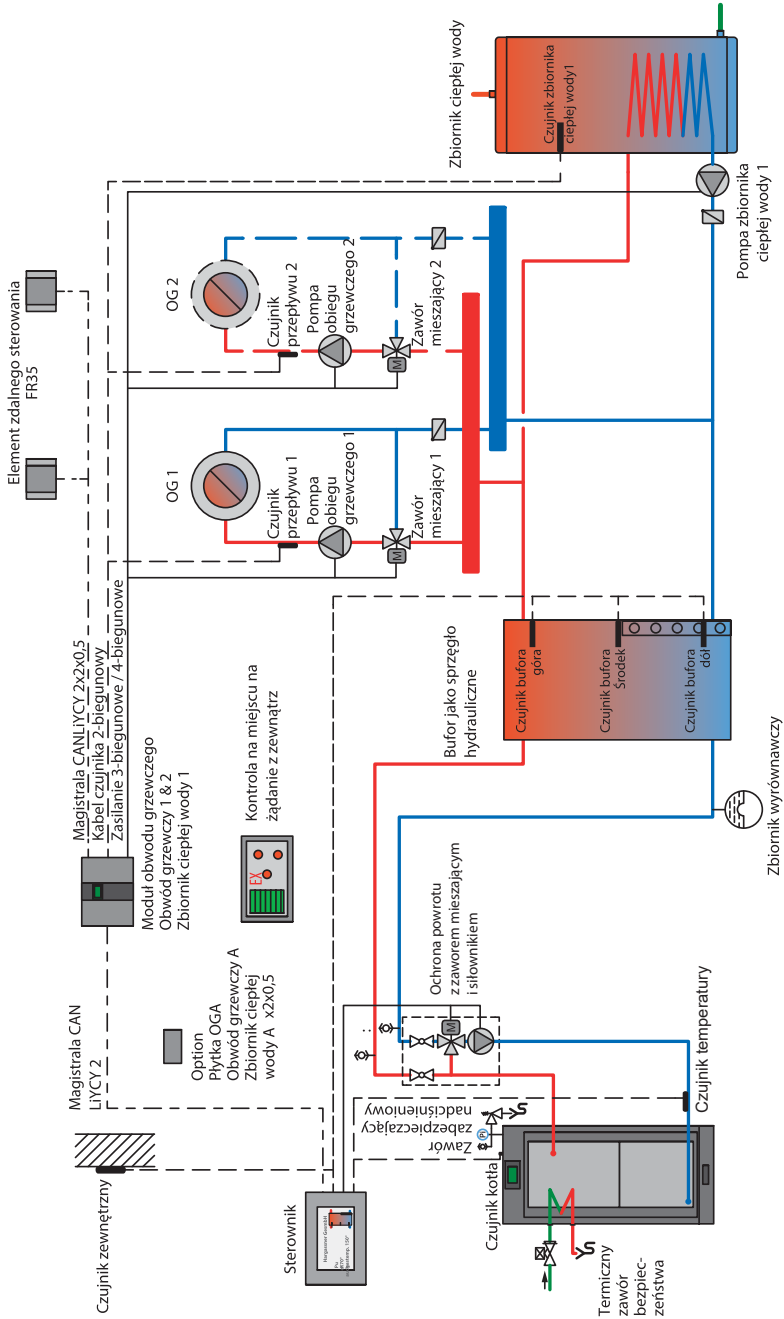 Czujnik zewnętrzny
Magistrala CAN
LiYCY 2
Option
Płytka OGA
Obwód grzewczy A
Zbiornik ciepłej
wody A x2x0,5
Moduł obwodu grzewczego
Obwód grzewczy 1 & 2
Zbiornik ciepłej wody 1
Magistrala CANLiYCY 2x2x0,5
Kabel czujnika 2-biegunowy
Zasilanie 3-biegunowe / 4-biegunowe
Element zdalnego sterowania
FR35
Kontrola na miejscu na
żądanie z zewnątrz
EX
OG 1
Czujnik
przepływu 1
Pompa
obiegu
grzewczego 1
M
Zawór
mieszający 1
OG 2
Czujnik
przepływu 2
Pompa
obiegu
grzewczego 2
M
Zawór
mieszający 2
Zbiornik ciepłej wody
Czujnik zbiornika
ciepłej wody1
Pompa zbiornika
ciepłej wody 1
Sterownik
Hargassner GesmbH
150°
Zawór
zabezpieczający
nadciśnieniowy
Ochrona powrotu
z zaworem mieszającym
i siłownikiem
M
Bufor jako sprzęgło
hydrauliczne
Czujnik bufora
góra
Czujnik bufora
Środek
Czujnik bufora
dół
Czujnik kotła
Czujnik temperatury
Zbiornik wyrównawczy
Termiczny
zawór
bezpiec-
zeństwa